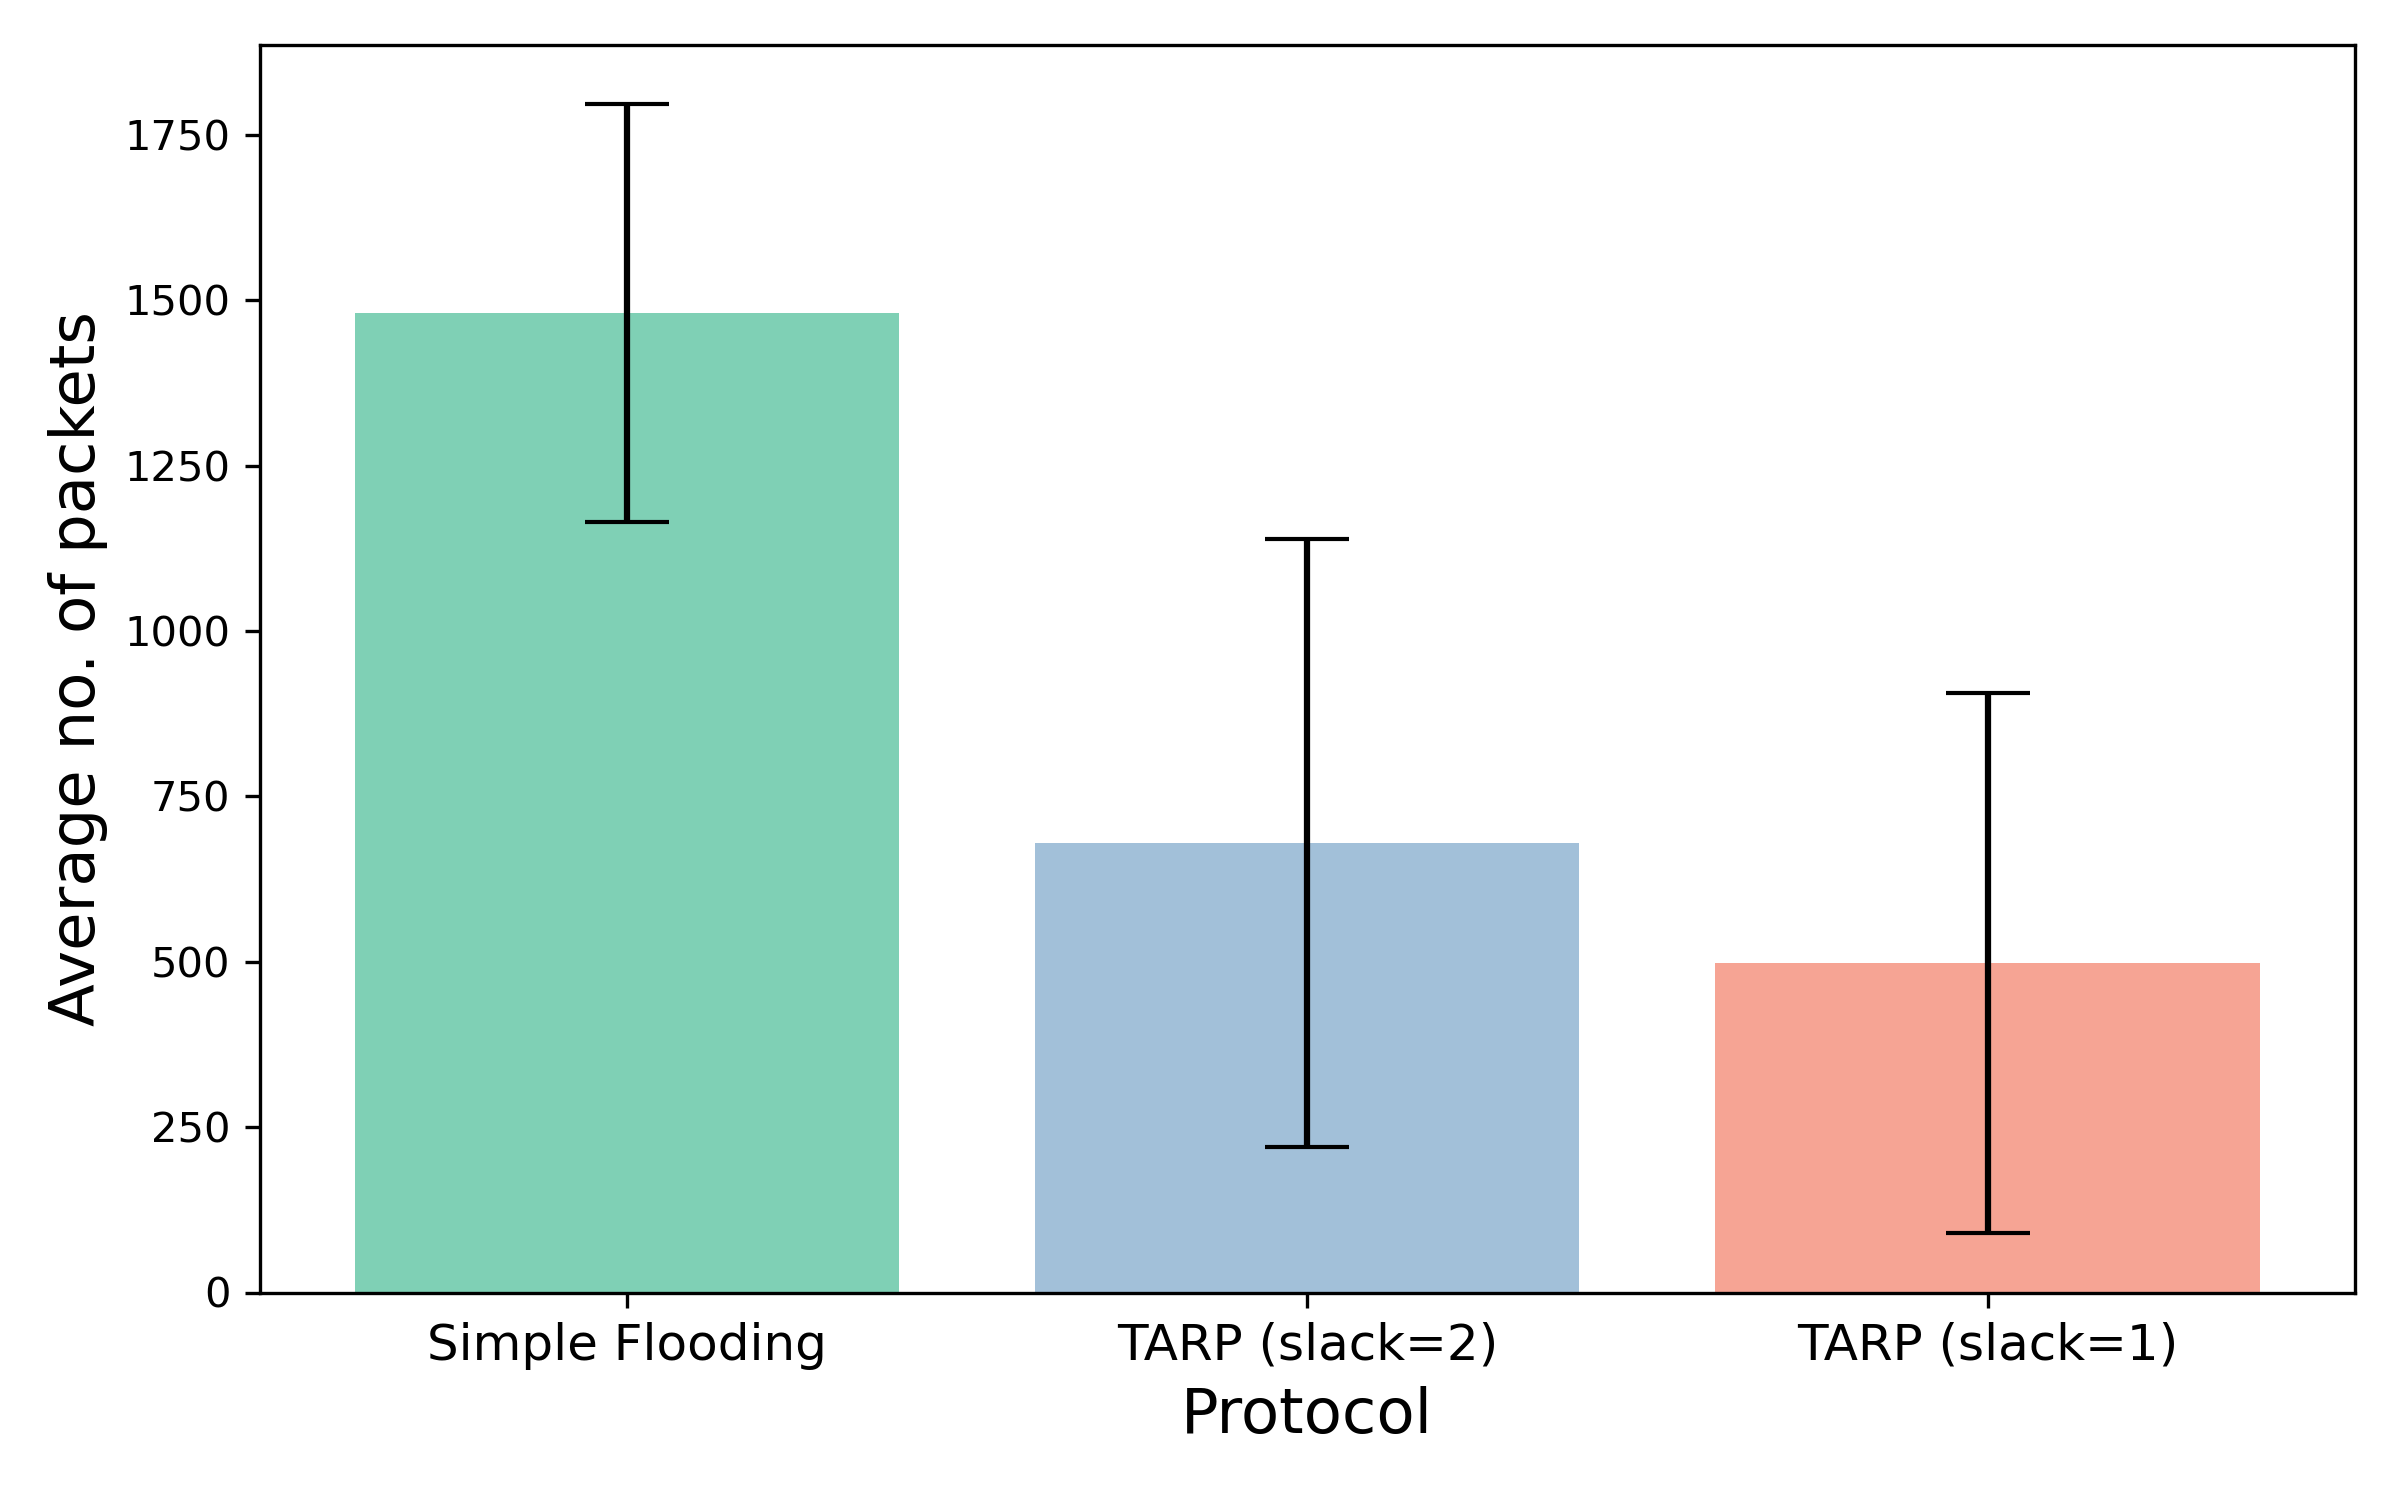 Average no. of packets
1750
1500
1250
1000
750
500
250
0
Simple Flooding
TARP (slack=2)
TARP (slack=1)
Protocol